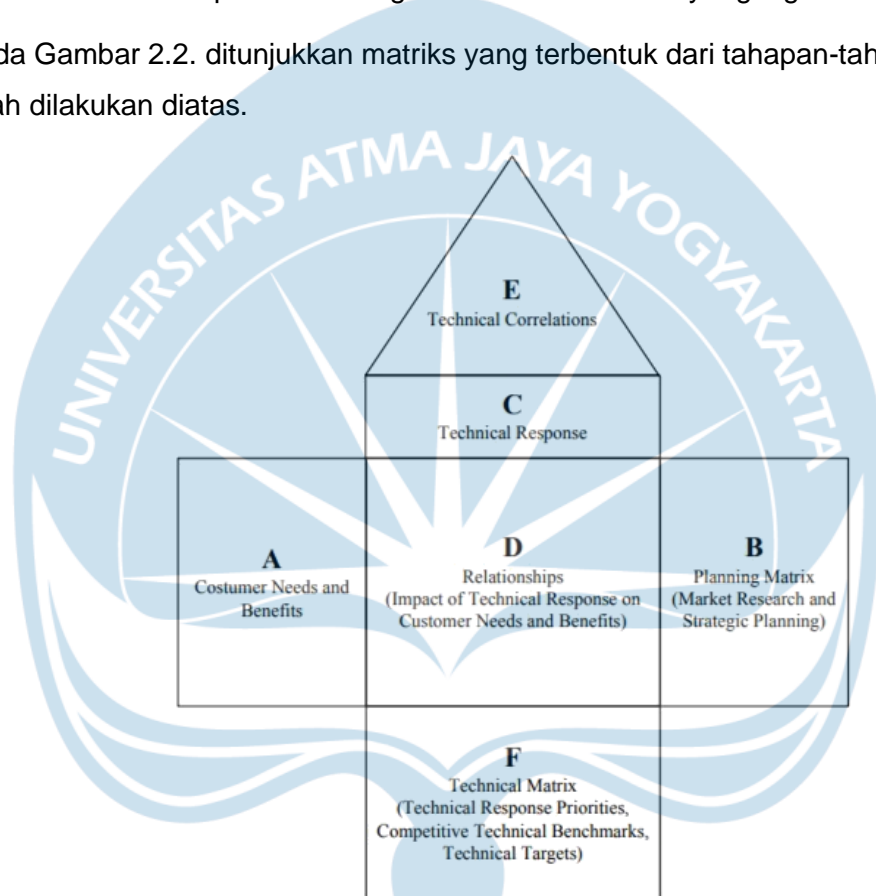 da Gambar 2.2. ditunjukkan matriks yang terbentuk dari tahapan-tah
ah dilakukan diatas.
UNIVERSITAS ATMA JAYA YOGYAKARTA
E
Technical Correlations
C
Technical Response
A
Costumer Needs and
Benefits
D
Relationships
(Impact of Technical Response on
Customer Needs and Benefits)
B
Planning Matrix
(Market Research and
Strategic Planning)
F
Technical Matrix
(Technical Response Priorities,
Competitive Technical Benchmarks,
Technical Targets)